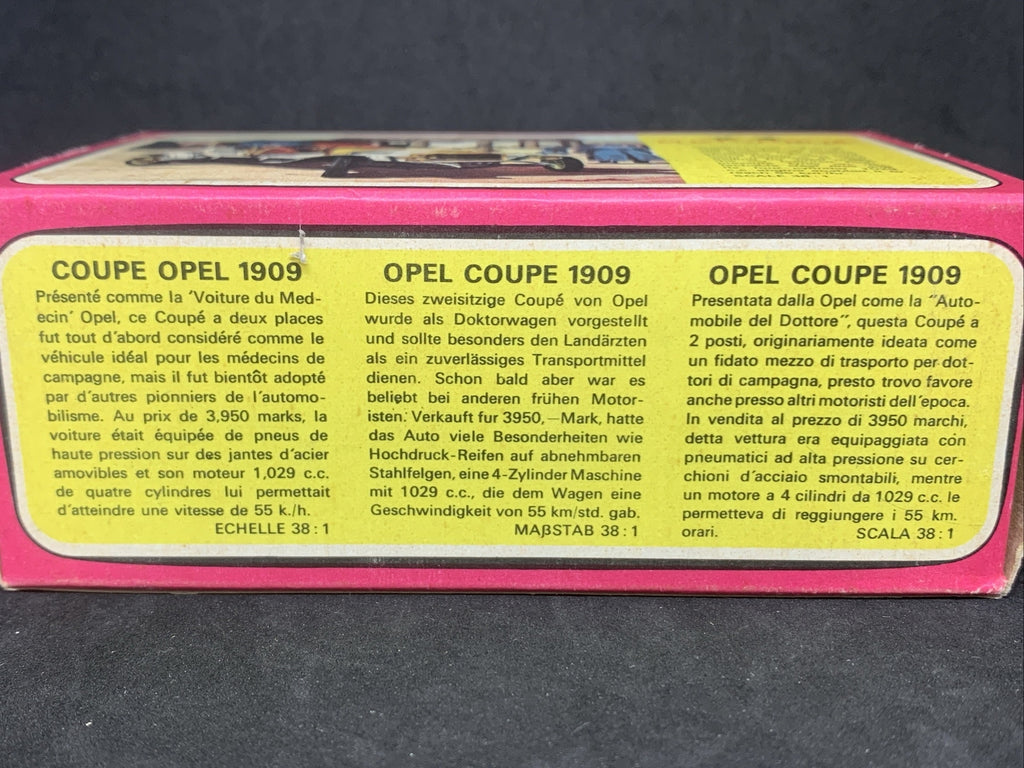 SCALE 38:1
COUPE OPEL 1909
Présenté comme la 'Voiture du Med-
ecin' Opel, ce Coupé a deux places
fut tout d'abord considéré comme le
véhicule idéal pour les médecins de
campagne, mais il fut bientôt adopté
par d'autres pionniers de l'automo-
bilisme. Au prix de 3,950 marks, la
voiture était équipée de pneus de
haute pression sur des jantes d'acier
amovibles et son moteur 1,029 c.c.
de quatre cylindres lui permettait
d'atteindre une vitesse de 55 k./h.
ECHELLE 38:1
OPEL COUPE 1909
Dieses zweisitzige Coupé von Opel
wurde als Doktorwagen vorgestellt
und sollte besonders den Landärzten
als ein zuverlässiges Transportmittel
dienen. Schon bald aber war es
beliebt bei anderen frühen Motor-
isten. Verkauft fur 3950,—Mark, hatte
das Auto viele Besonderheiten wie
Hochdruck-Reifen auf abnehmbaren
Stahlfelgen, eine 4-Zylinder Maschine
mit 1029 c.c., die dem Wagen eine
Geschwindigkeit von 55 km/std. gab.
MAßSTAB 38:1
OPEL COUPE 1909
Presentata dalla Opel come la "Auto-
mobile del Dottore", questa Coupé a
2 posti, originariamente ideata come
un fidato mezzo di trasporto per dot-
tori di campagna, presto trovo favore
anche presso altri motoristi dell'epoca.
In vendita al prezzo di 3950 marchi,
detta vettura era equipaggiata cón
pneumatici ad alta pressione su cer-
chioni d'acciaio smontabili, mentre
un motore a 4 cilindri da 1029 c.c. le
permetteva di reggiungere i 55 km.
orari.
SCALA 38:1